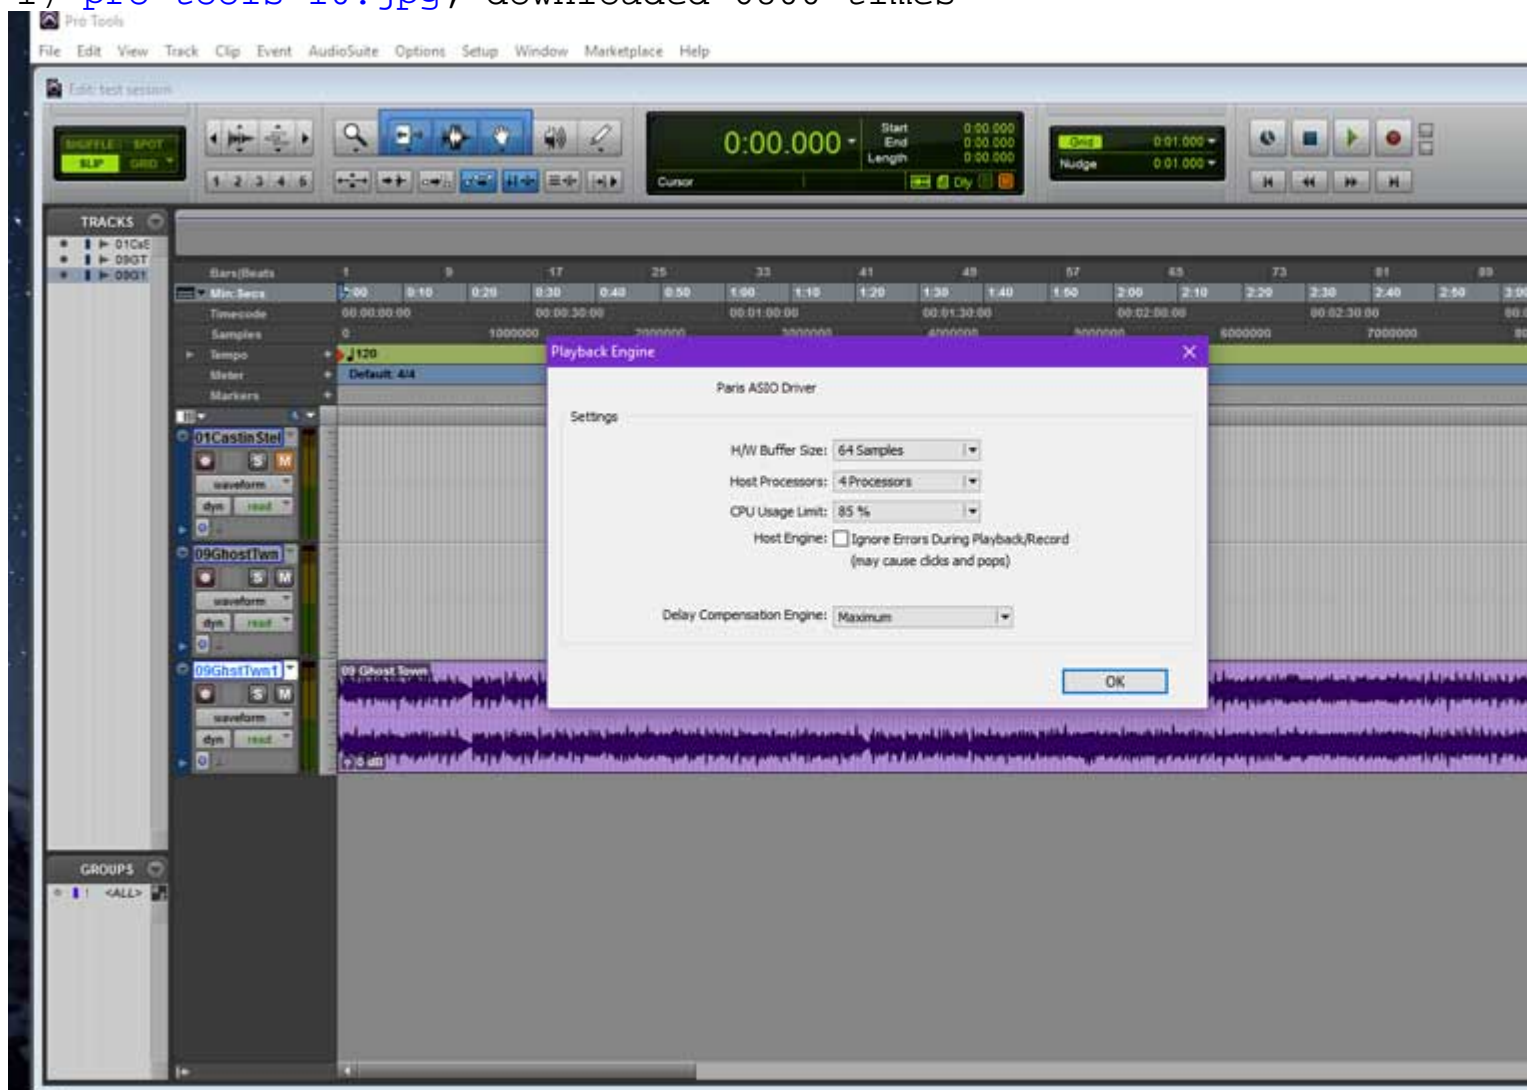 Pro Tools
File Edit View Track Clip Event AudioSuite Options Setup Window Marketplace Help
Edit: test session
SHUFFLE SPOT
SLIP GRID
1 2 3 4 5
0:00.000
Start 0:00.000
End 0:00.000
Length 0:00.000
Cursor
Dly
Grid 0:01.000
Nudge 0:01.000
TRACKS
01CaS
09GT
09G1
Bars|Beats 1 9 17 25 33 41 49 57 65 73 81 89
Min:Secs 0:00 0:10 0:20 0:30 0:40 0:50 1:00 1:10 1:20 1:30 1:40 1:50 2:00 2:10 2:20 2:30 2:40 2:50 3:00
Timecode 00:00:00:00 00:00:30:00 00:01:00:00 00:01:30:00 00:02:00:00 00:02:30:00
Samples 0 1000000 2000000 3000000 4000000 5000000 6000000 7000000
Tempo 120
Meter Default: 4/4
Markers
Playback Engine
Paris ASIO Driver
Settings
H/W Buffer Size: 64 Samples
Host Processors: 4 Processors
CPU Usage Limit: 85 %
Host Engine: Ignore Errors During Playback/Record
(may cause clicks and pops)
Delay Compensation Engine: Maximum
OK
01CastinStel
S M
waveform
dyn read
09GhostTwn
S M
waveform
dyn read
09GhstTwn1
S M
waveform
dyn read
09 Ghost Town
0 dB
GROUPS
! <ALL>